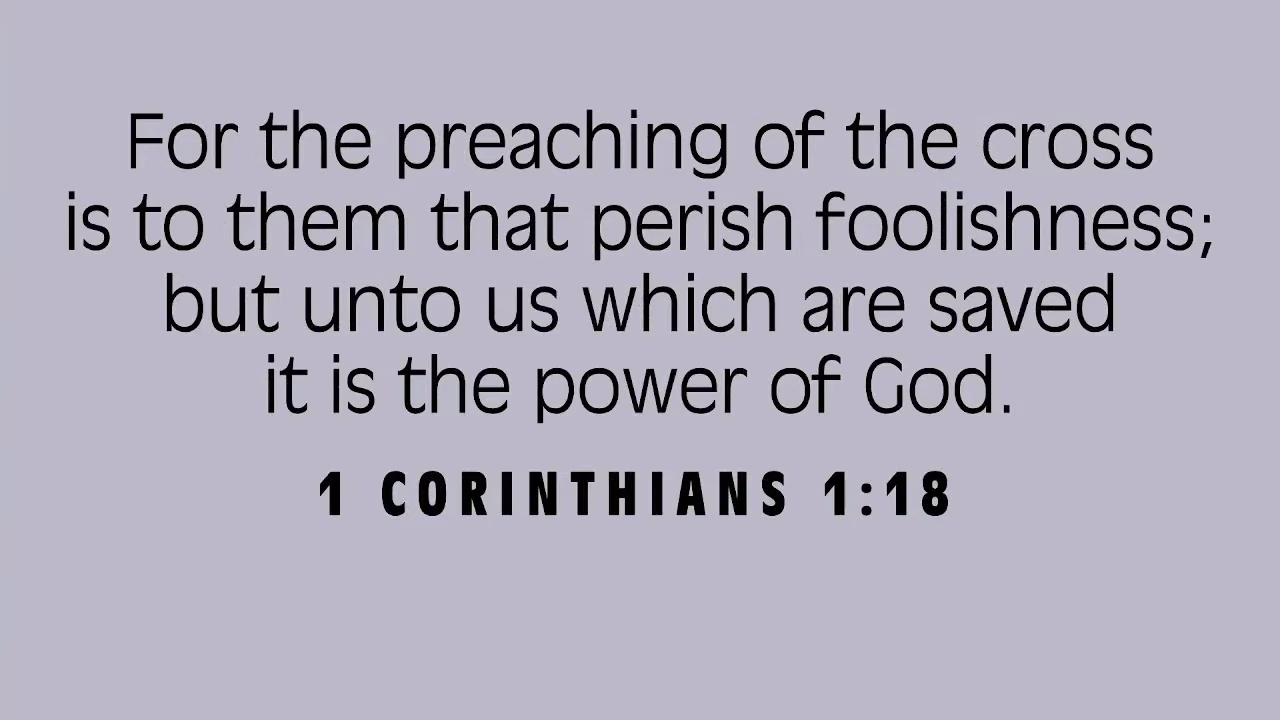 For the preaching of the cross
is to them that perish foolishness;
but unto us which are saved
it is the power of God.
1 CORINTHIANS 1:18